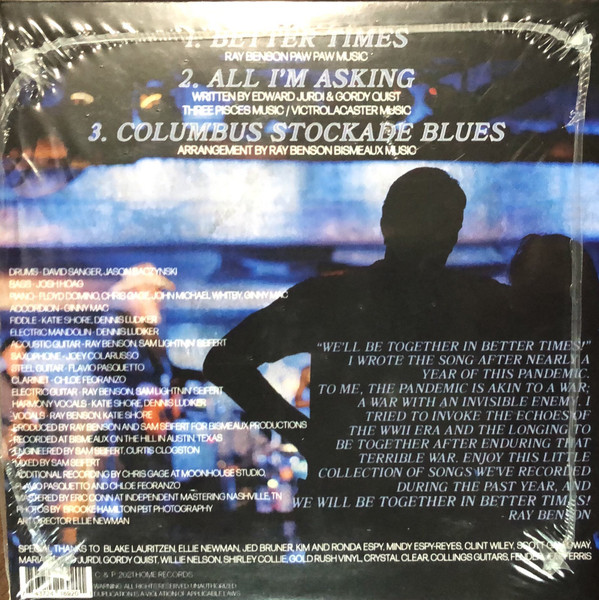 1. BETTER TIMES
RAY BENSON PAW PAW MUSIC
2. ALL I'M ASKING
WRITTEN BY EDWARD JURDI & GORDY QUIST
THREE PISCES MUSIC / VICTROLACASTER MUSIC
3. COLUMBUS STOCKADE BLUES
ARRANGEMENT BY RAY BENSON BISMEAUX MUSIC
DRUMS - DAVID SANGER, JASON BACZYNSKI
BASS - JOSH HOAG
PIANO - FLOYD DOMINO, CHRIS GAGE, JOHN MICHAEL WHITBY, GINNY MAC
ACCORDION - GINNY MAC
FIDDLE - KATIE SHORE, DENNIS LUDIKER
ELECTRIC MANDOLIN - DENNIS LUDIKER
ACOUSTIC GUITAR - RAY BENSON, SAM LIGHTNIN' SEIFERT
SAXOPHONE - JOEY COLARUSSO
STEEL GUITAR - FLAVIO PASQUETTO
CLARINET - CHLOE FEORANZO
ELECTRIC GUITAR - RAY BENSON, SAM LIGHTNIN' SEIFERT
HARMONY VOCALS - KATIE SHORE, DENNIS LUDIKER
VOCALS - RAY BENSON, KATIE SHORE
PRODUCED BY RAY BENSON AND SAM SEIFERT FOR BISMEAUX PRODUCTIONS
RECORDED AT BISMEAUX ON THE HILL IN AUSTIN, TEXAS
ENGINEERED BY SAM SEIFERT, CURTIS CLOGSTON
MIXED BY SAM SEIFERT
ADDITIONAL RECORDING BY CHRIS GAGE AT MOONHOUSE STUDIO,
FLAVIO PASQUETTO AND CHLOE FEORANZO
MASTERED BY ERIC CONN AT INDEPENDENT MASTERING NASHVILLE, TN
PHOTOS BY BROOKE HAMILTON PBT PHOTOGRAPHY
ART DIRECTOR ELLIE NEWMAN
"WE'LL BE TOGETHER IN BETTER TIMES!"
I WROTE THE SONG AFTER NEARLY A
YEAR OF THIS PANDEMIC.
TO ME, THE PANDEMIC IS AKIN TO A WAR;
A WAR WITH AN INVISIBLE ENEMY. I
TRIED TO INVOKE THE ECHOES OF
THE WWII ERA AND THE LONGING TO
BE TOGETHER AFTER ENDURING THAT
TERRIBLE WAR. ENJOY THIS LITTLE
COLLECTION OF SONGS WE'VE RECORDED
DURING THE PAST YEAR, AND
WE WILL BE TOGETHER IN BETTER TIMES!
- RAY BENSON
SPECIAL THANKS TO BLAKE LAURITZEN, ELLIE NEWMAN, JED BRUNER, KIM AND RONDA ESPY, MINDY ESPY-REYES, CLINT WILEY, SCOTT
JURDI, GORDY QUIST, WILLIE NELSON, SHIRLEY COLLIE, GOLD RUSH VINYL, CRYSTAL CLEAR, COLLINGS GUITARS,
C & P 2021 HOME RECORDS
WARNING: ALL RIGHTS RESERVED. UNAUTHORIZED
DUPLICATION IS A VIOLATION OF APPLICABLE LAWS